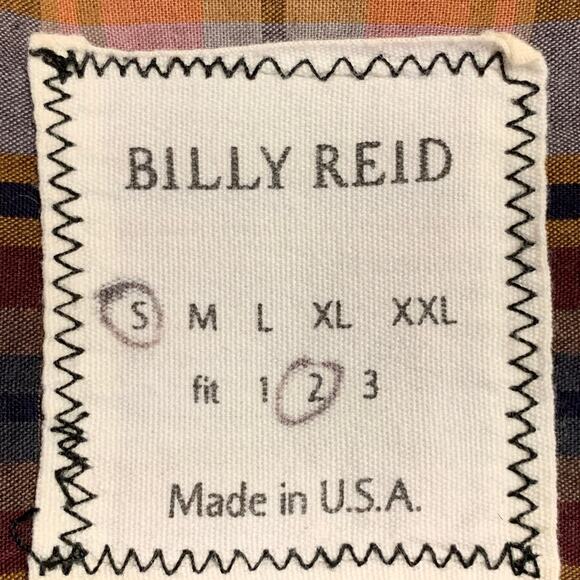 BILLY REID
S M L XL XXL
fit 1 2 3
Made in U.S.A.